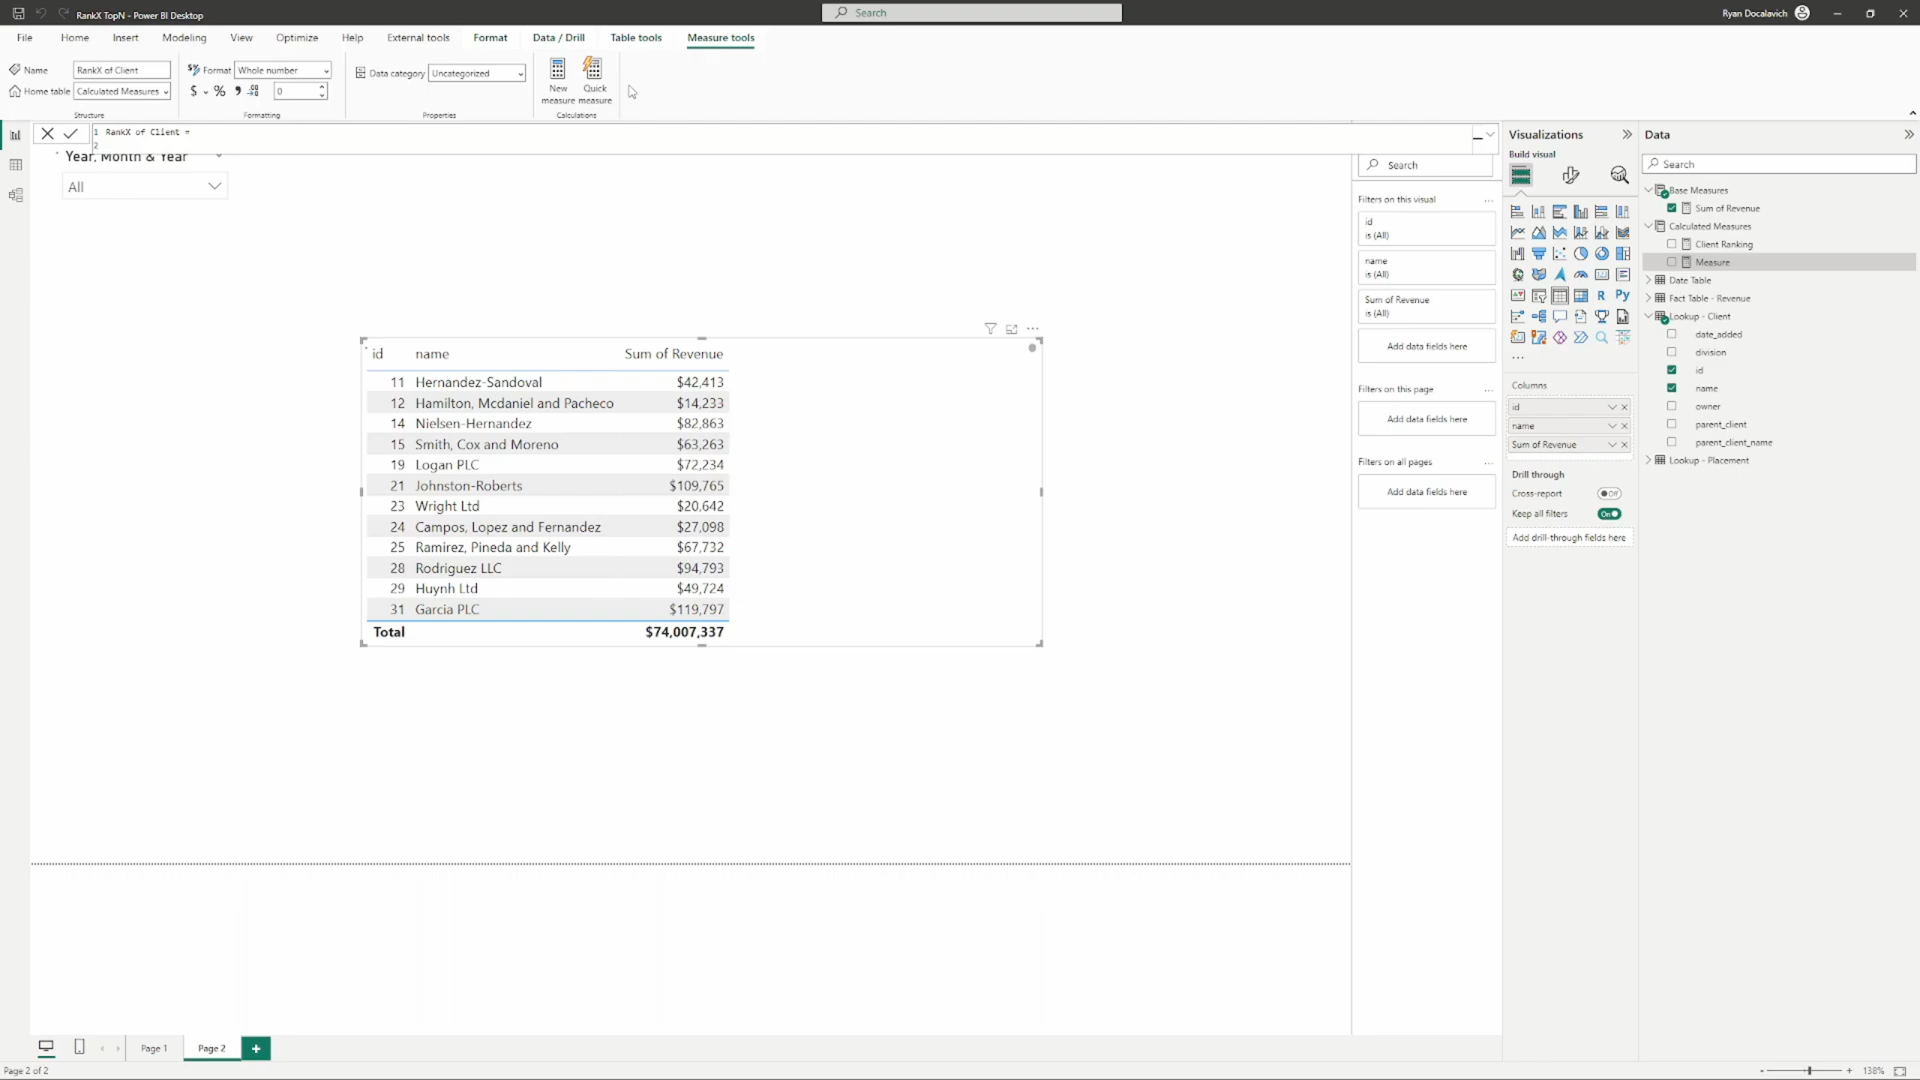 RankX TopN - Power BI Desktop
Search
Ryan Docalavich
File Home Insert Modeling View Optimize Help External tools Format Data / Drill Table tools Measure tools
Name RankX of Client
Home table Calculated Measures
Structure
Format Whole number
$ % 0
Formatting
Data category Uncategorized
Properties
New measure
Quick measure
Calculations
1 RankX of Client =
2
Year, Month & Year
All
id name Sum of Revenue
11 Hernandez-Sandoval $42,413
12 Hamilton, Mcdaniel and Pacheco $14,233
14 Nielsen-Hernandez $82,863
15 Smith, Cox and Moreno $63,263
19 Logan PLC $72,234
21 Johnston-Roberts $109,765
23 Wright Ltd $20,642
24 Campos, Lopez and Fernandez $27,098
25 Ramirez, Pineda and Kelly $67,732
28 Rodriguez LLC $94,793
29 Huynh Ltd $49,724
31 Garcia PLC $119,797
Total $74,007,337
Search
Filters on this visual
id
is (All)
name
is (All)
Sum of Revenue
is (All)
Add data fields here
Filters on this page
Add data fields here
Filters on all pages
Add data fields here
Visualizations
Build visual
R Py
Columns
id
name
Sum of Revenue
Drill through
Cross-report Off
Keep all filters On
Add drill-through fields here
Data
Search
Base Measures
Sum of Revenue
Calculated Measures
Client Ranking
Measure
Date Table
Fact Table - Revenue
Lookup - Client
date_added
division
id
name
owner
parent_client
parent_client_name
Lookup - Placement
Page 1 Page 2 +
Page 2 of 2
- + 138%